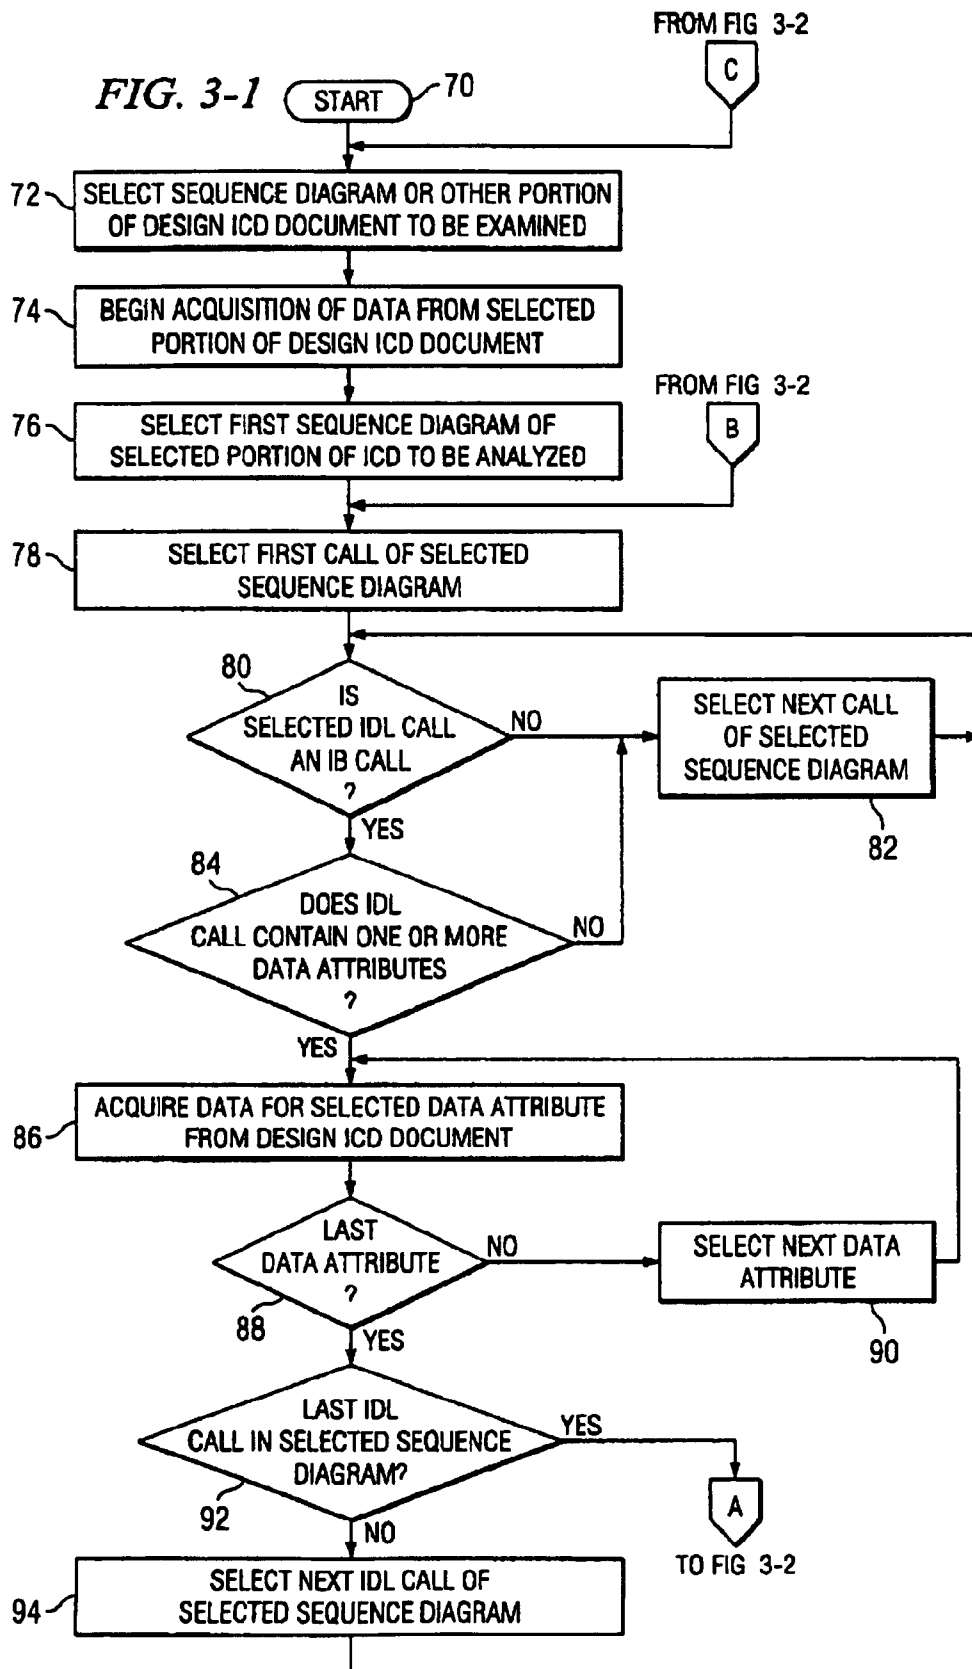 FROM FIG 3-2
C
FIG. 3-1
START
70
72
SELECT SEQUENCE DIAGRAM OR OTHER PORTION
OF DESIGN ICD DOCUMENT TO BE EXAMINED
74
BEGIN ACQUISITION OF DATA FROM SELECTED
PORTION OF DESIGN ICD DOCUMENT
FROM FIG 3-2
B
76
SELECT FIRST SEQUENCE DIAGRAM OF
SELECTED PORTION OF ICD TO BE ANALYZED
78
SELECT FIRST CALL OF SELECTED
SEQUENCE DIAGRAM
80
IS
SELECTED IDL CALL
AN IB CALL
?
NO
YES
SELECT NEXT CALL
OF SELECTED
SEQUENCE DIAGRAM
82
84
DOES IDL
CALL CONTAIN ONE OR MORE
DATA ATTRIBUTES
?
NO
YES
86
ACQUIRE DATA FOR SELECTED DATA ATTRIBUTE
FROM DESIGN ICD DOCUMENT
LAST
DATA ATTRIBUTE
?
88
NO
YES
SELECT NEXT DATA
ATTRIBUTE
90
LAST IDL
CALL IN SELECTED SEQUENCE
DIAGRAM?
92
YES
NO
A
TO FIG 3-2
94
SELECT NEXT IDL CALL OF
SELECTED SEQUENCE DIAGRAM